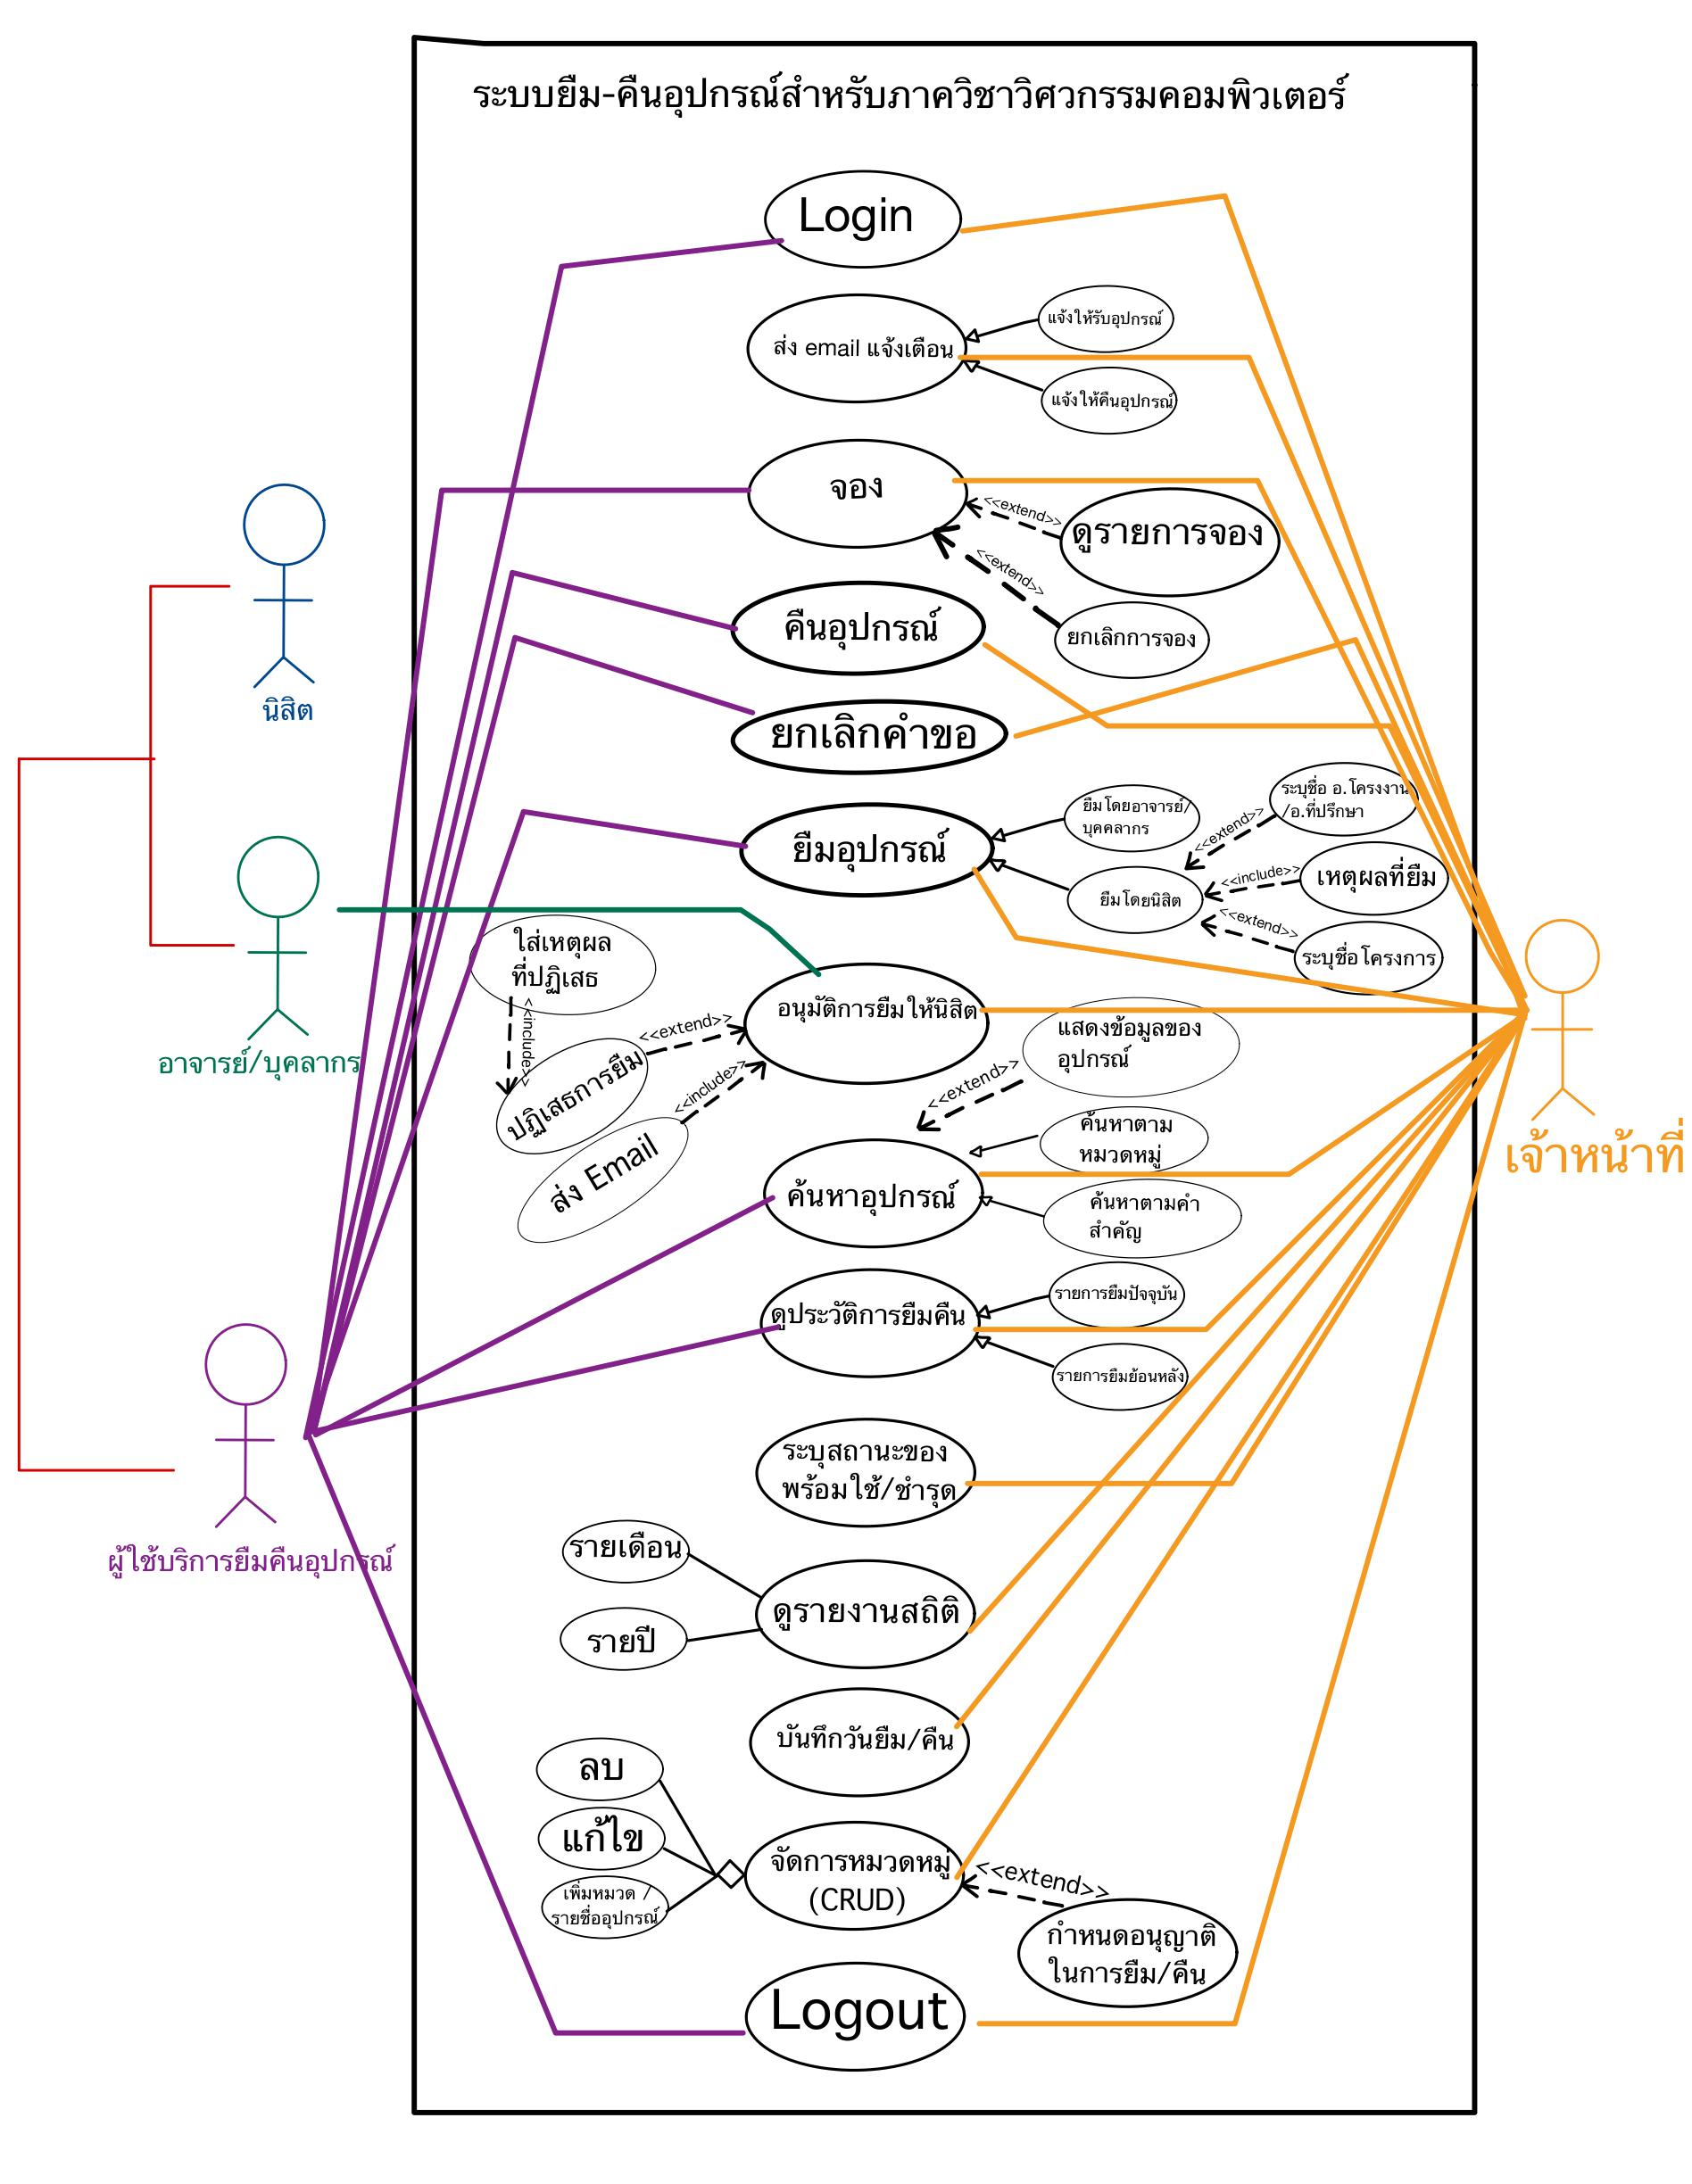 ระบบยืม-คืนอุปกรณ์สำหรับภาควิชาวิศวกรรมคอมพิวเตอร์
Login
ส่ง email แจ้งเตือน
แจ้งให้รับอุปกรณ์
แจ้งให้คืนอุปกรณ์
จอง
<<extend>>
ดูรายการจอง
<<extend>>
ยกเลิกการจอง
คืนอุปกรณ์
ยกเลิกคำขอ
ยืมอุปกรณ์
ยืมโดยอาจารย์/
บุคคลากร
ยืมโดยนิสิต
<<extend>>
ระบุชื่อ อ.โครงงาน
/อ.ที่ปรึกษา
<<include>>
เหตุผลที่ยืม
<<extend>>
ระบุชื่อโครงการ
นิสิต
อาจารย์/บุคลากร
ผู้ใช้บริการยืมคืนอุปกรณ์
เจ้าหน้าที่
ใส่เหตุผล
ที่ปฏิเสธ
<<include>>
ปฏิเสธการยืม
<<extend>>
ส่ง Email
<<include>>
อนุมัติการยืมให้นิสิต
แสดงข้อมูลของ
อุปกรณ์
<<extend>>
ค้นหาอุปกรณ์
ค้นหาตาม
หมวดหมู่
ค้นหาตามคำ
สำคัญ
ดูประวัติการยืมคืน
รายการยืมปัจจุบัน
รายการยืมย้อนหลัง
ระบุสถานะของ
พร้อมใช้/ชำรุด
รายเดือน
รายปี
ดูรายงานสถิติ
บันทึกวันยืม/คืน
ลบ
แก้ไข
เพิ่มหมวด /
รายชื่ออุปกรณ์
จัดการหมวดหมู่
(CRUD)
<<extend>>
กำหนดอนุญาติ
ในการยืม/คืน
Logout